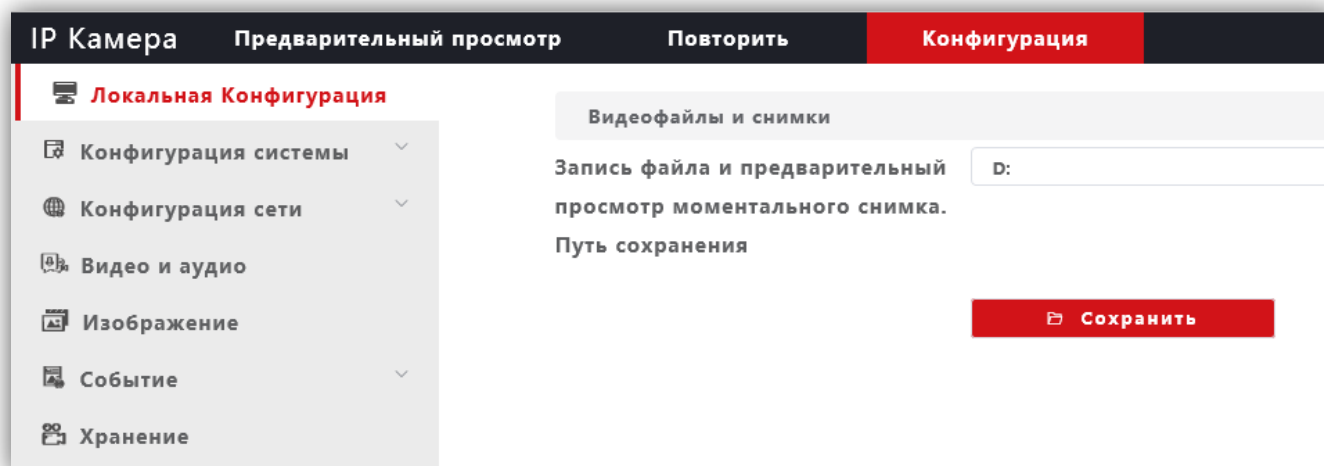 IP Камера Предварительный просмотр Повторить Конфигурация
Локальная Конфигурация
Конфигурация системы
Конфигурация сети
Видео и аудио
Изображение
Событие
Хранение
Видеофайлы и снимки
Запись файла и предварительный
просмотр моментального снимка.
Путь сохранения
D:
Сохранить